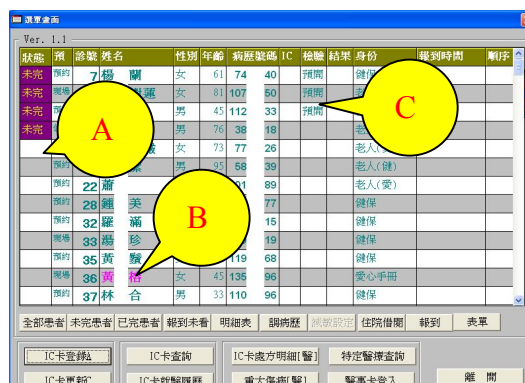 選單畫面
Ver. 1.1
狀態 預 診號 姓名 性別 年齡 病歷號碼 IC 檢驗 結果 身份 報到時間 順序
未完 預約 7 楊 蘭 女 61 74 40 預開 健保
未完 現場 蓮 女 81 107 50 預開
未完 男 45 112 33 預開
未完 男 76 38 18
A
C
女 73 77 26 老人(
預約 男 95 58 39 老人(健)
預約 22 蕭 91 89 老人(愛)
預約 28 鍾 美 77 健保
預約 32 羅 滿 15 健保
現場 33 湯 珍 19 健保
B
預約 35 黃 鬚 119 68 健保
現場 36 黃 格 女 45 135 96 愛心手冊
預約 37 林 合 男 33 110 96 健保
全部患者 未完患者 已完患者 報到未看 明細表 調病歷 減敏設定 住院借閱 報到 表單
IC卡登錄 IC卡查詢 IC卡處方明細[醫] 特定醫療查詢
IC卡更新 IC卡就醫履歷 重大傷病[醫] 醫事卡登入 離 開